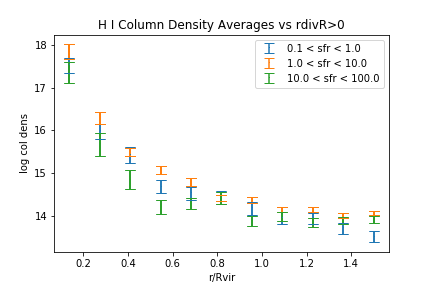 H I Column Density Averages vs rdivR>0
18
17
16
15
14
log col dens
0.1 < sfr < 1.0
1.0 < sfr < 10.0
10.0 < sfr < 100.0
0.2
0.4
0.6
0.8
1.0
1.2
1.4
r/Rvir